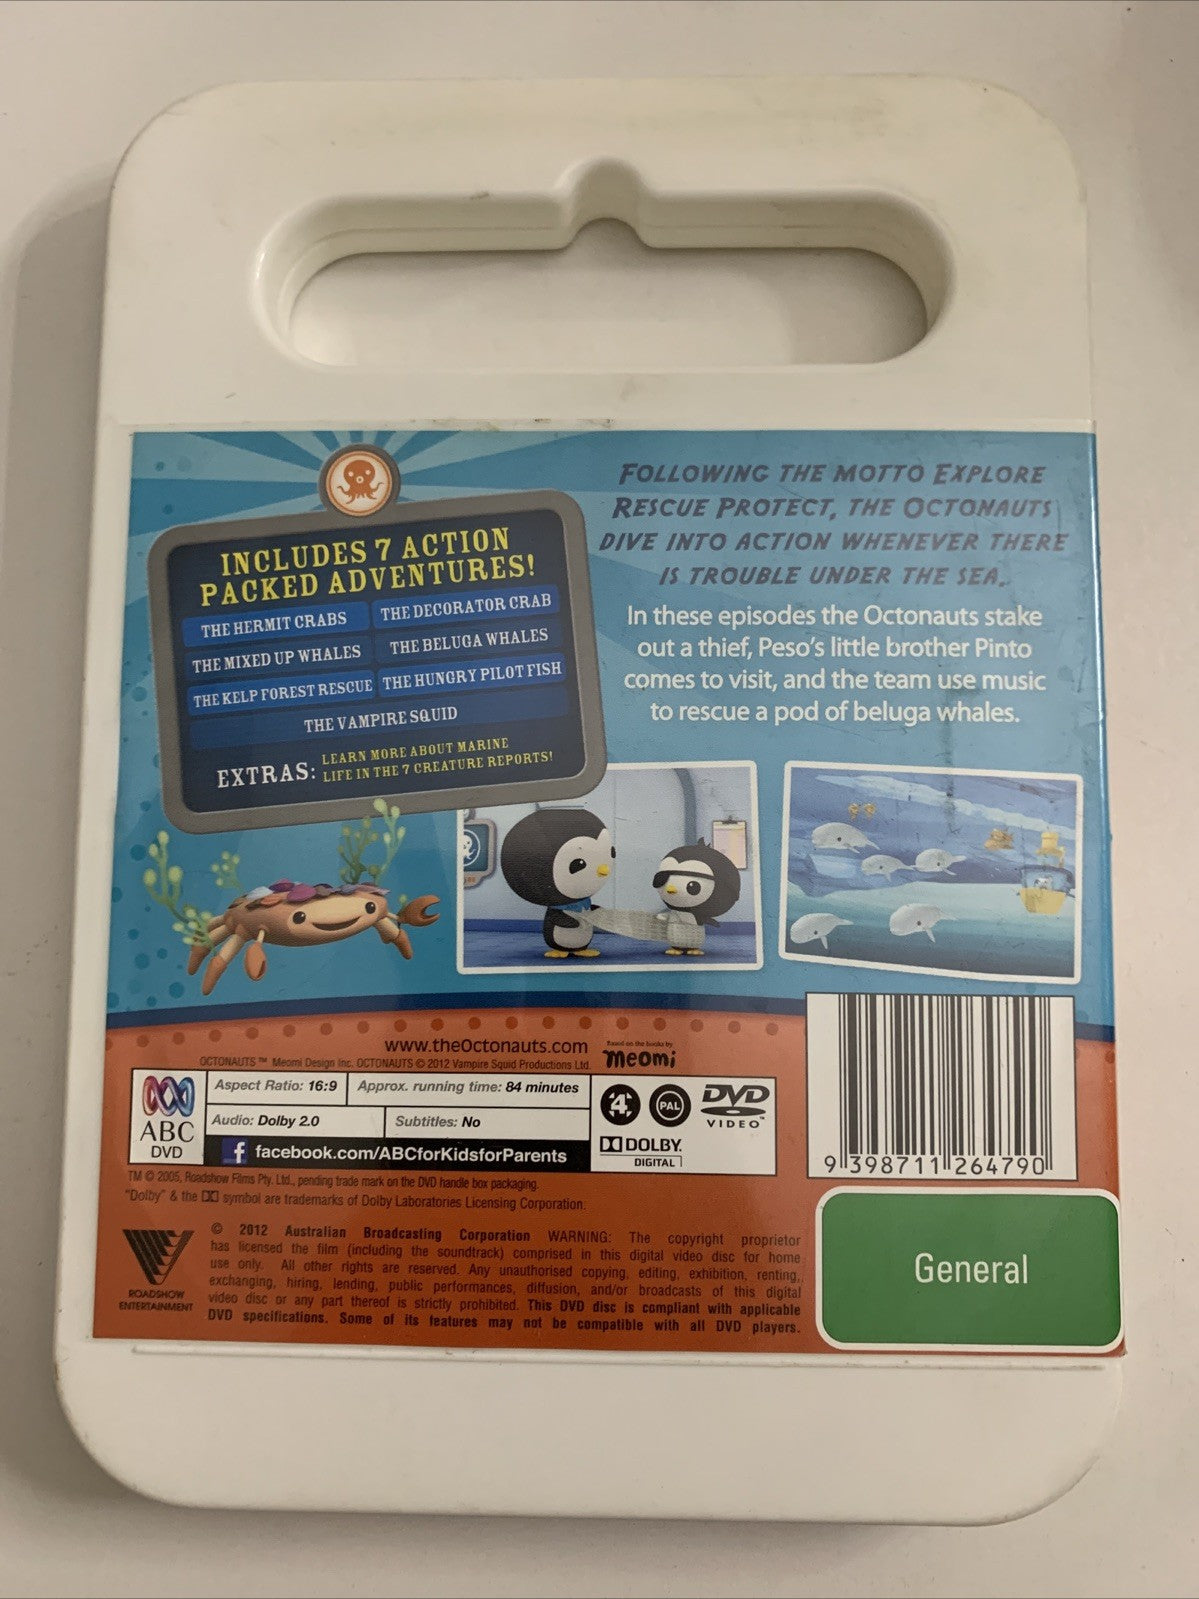 INCLUDES 7 ACTION
PACKED ADVENTURES!
THE HERMIT CRABS
THE DECORATOR CRAB
THE MIXED UP WHALES
THE BELUGA WHALES
THE KELP FOREST RESCUE
THE HUNGRY PILOT FISH
THE VAMPIRE SQUID
EXTRAS: LEARN MORE ABOUT MARINE
LIFE IN THE 7 CREATURE REPORTS!
FOLLOWING THE MOTTO EXPLORE
RESCUE PROTECT, THE OCTONAUTS
DIVE INTO ACTION WHENEVER THERE
IS TROUBLE UNDER THE SEA.
In these episodes the Octonauts stake
out a thief, Peso's little brother Pinto
comes to visit, and the team use music
to rescue a pod of beluga whales.
www.theOctonauts.com
Based on the books by
meomi
OCTONAUTS™ Meomi Design Inc. OCTONAUTS © 2012 Vampire Squid Productions Ltd.
ABC
DVD
Aspect Ratio: 16:9
Approx. running time: 84 minutes
Audio: Dolby 2.0
Subtitles: No
f facebook.com/ABCforKidsforParents
4
PAL
DVD
VIDEO™
DOLBY
DIGITAL
9 398711 264790
TM © 2005, Roadshow Films Pty. Ltd., pending trade mark on the DVD handle box packaging.
"Dolby" & the DD symbol are trademarks of Dolby Laboratories Licensing Corporation.
ROADSHOW
ENTERTAINMENT
© 2012 Australian Broadcasting Corporation WARNING: The copyright proprietor
has licensed the film (including the soundtrack) comprised in this digital video disc for home
use only. All other rights are reserved. Any unauthorised copying, editing, exhibition, renting,
exchanging, hiring, lending, public performances, diffusion, and/or broadcasts of this digital
video disc or any part thereof is strictly prohibited. This DVD disc is compliant with applicable
DVD specifications. Some of its features may not be compatible with all DVD players.
General